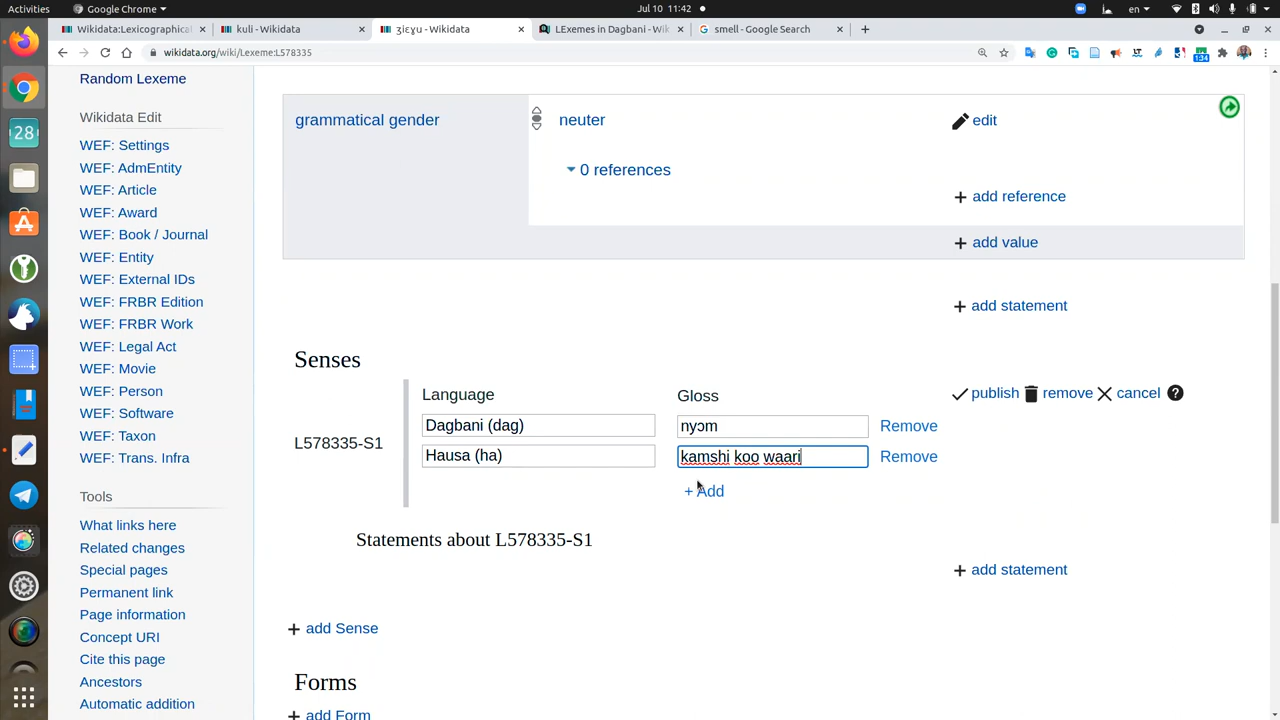 Activities
Google Chrome
Jul 10 11:42
en
Wikidata:Lexicographical
kuli - Wikidata
ʒiɛɣu - Wikidata
LExemes in Dagbani - Wik
smell - Google Search
wikidata.org/wiki/Lexeme:L578335
1:34
28
Random Lexeme
Wikidata Edit
WEF: Settings
WEF: AdmEntity
WEF: Article
WEF: Award
WEF: Book / Journal
WEF: Entity
WEF: External IDs
WEF: FRBR Edition
WEF: FRBR Work
WEF: Legal Act
WEF: Movie
WEF: Person
WEF: Software
WEF: Taxon
WEF: Trans. Infra
Tools
What links here
Related changes
Special pages
Permanent link
Page information
Concept URI
Cite this page
Ancestors
Automatic addition
grammatical gender
neuter
edit
0 references
+ add reference
+ add value
+ add statement
Senses
Language
Gloss
publish remove cancel ?
L578335-S1
Dagbani (dag)
nyɔm
Remove
Hausa (ha)
kamshi koo waari
Remove
+ Add
Statements about L578335-S1
+ add statement
+ add Sense
Forms
+ add Form